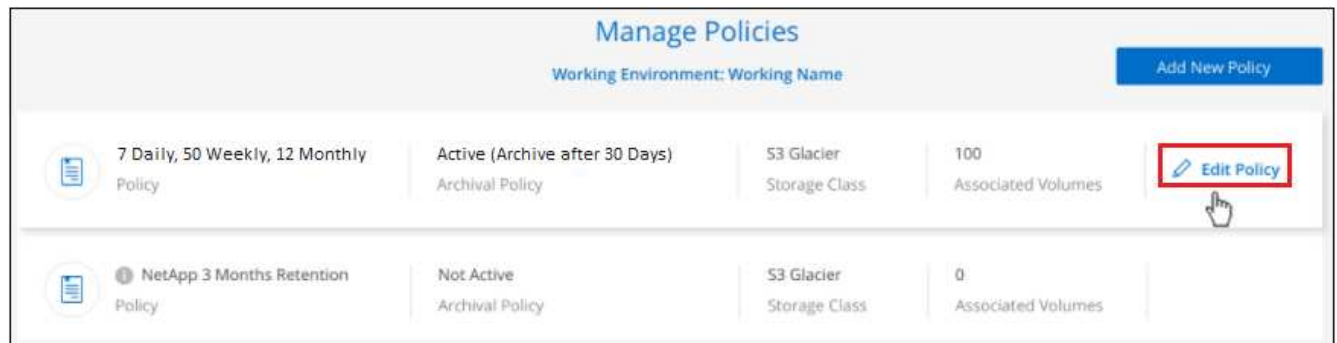 Manage Policies
Working Environment: Working Name
Add New Policy
7 Daily, 50 Weekly, 12 Monthly
Policy
Active (Archive after 30 Days)
Archival Policy
S3 Glacier
Storage Class
100
Associated Volumes
Edit Policy
NetApp 3 Months Retention
Policy
Not Active
Archival Policy
S3 Glacier
Storage Class
0
Associated Volumes